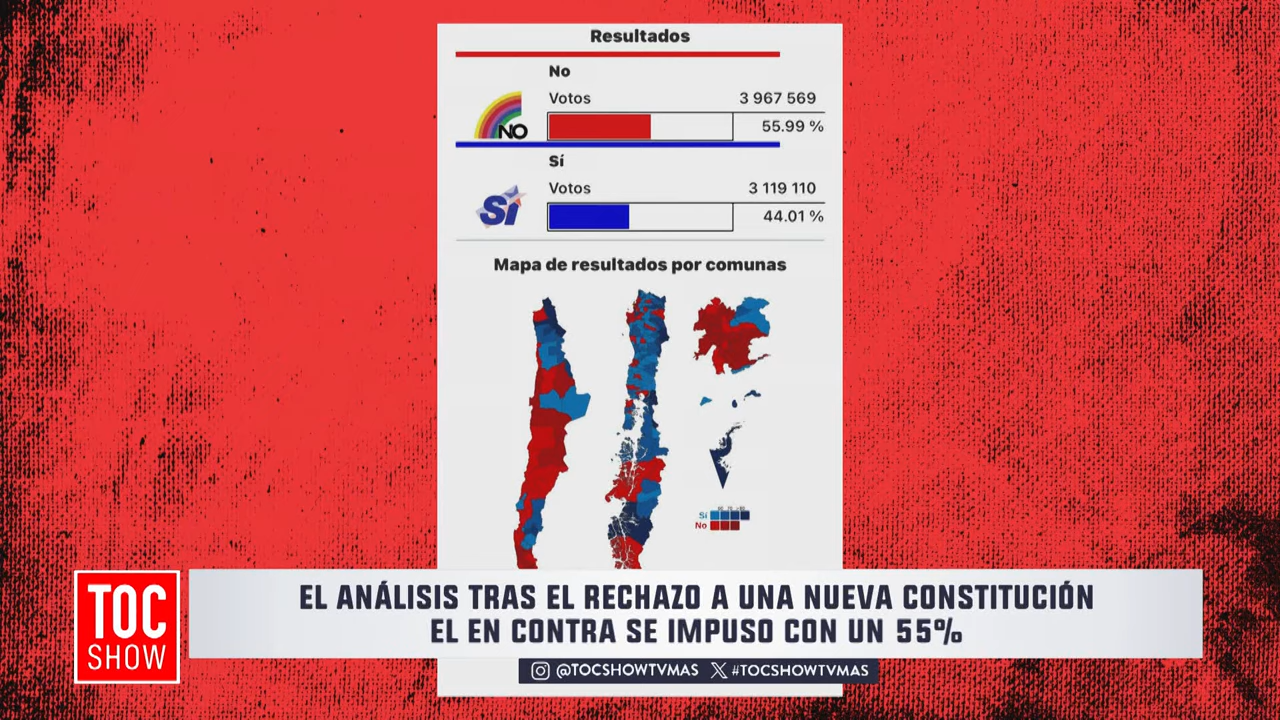 Resultados
No
Votos 3 967 569
NO
55.99 %
Sí
Votos 3 119 110
Sí
44.01 %
Mapa de resultados por comunas
Sí
No
TOC
SHOW
EL ANÁLISIS TRAS EL RECHAZO A UNA NUEVA CONSTITUCIÓN
EL EN CONTRA SE IMPUSO CON UN 55%
@TOCSHOWTVMAS X #TOCSHOWTVMAS